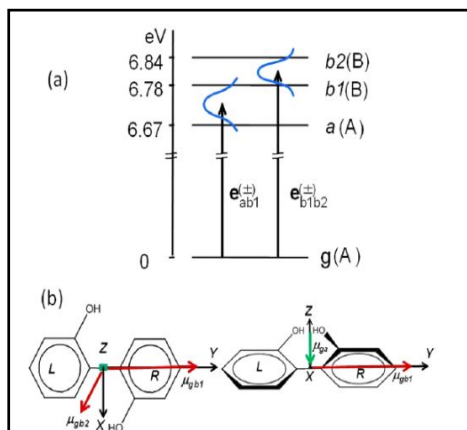 eV
(a)
6.84 b2(B)
6.78 b1(B)
6.67 a(A)
e(±)ab1 e(±)b1b2
0 g(A)
(b)
OH Z L R Y μgb1 μgb2 X HO
Z OH HO μga L R X Y μgb1